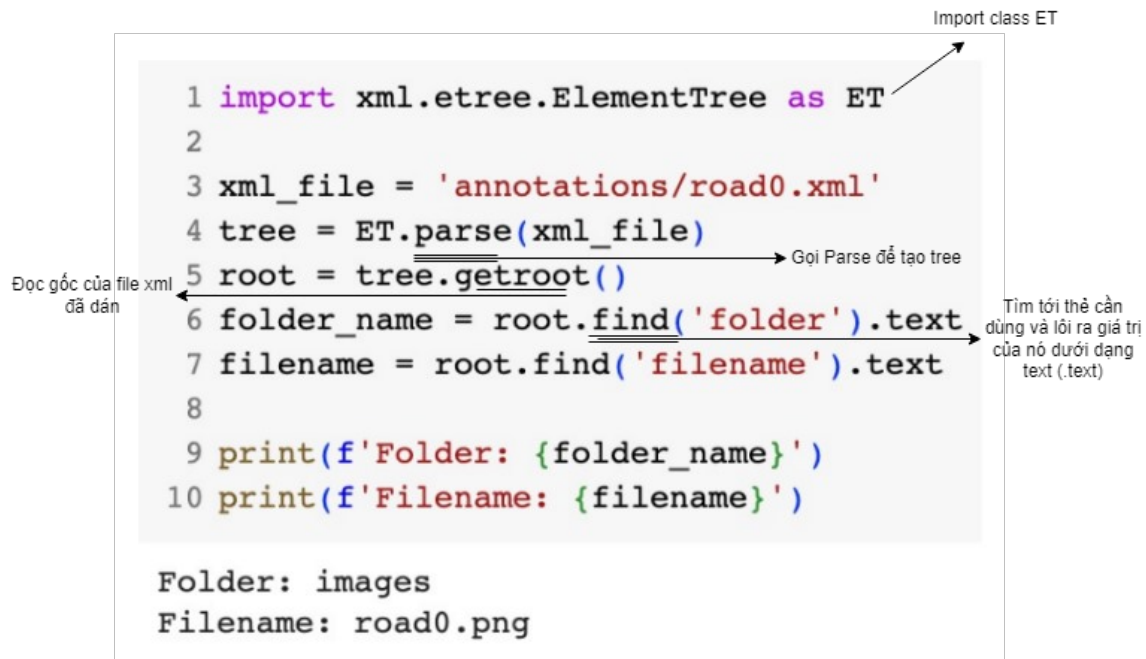 Import class ET
1 import xml.etree.ElementTree as ET
2
3 xml_file = 'annotations/road0.xml'
4 tree = ET.parse(xml_file)
Gọi Parse để tạo tree
Đọc gốc của file xml
đã dán
5 root = tree.getroot()
6 folder_name = root.find('folder').text
Tìm tới thẻ cần
dùng và lôi ra giá trị
của nó dưới dạng
text (.text)
7 filename = root.find('filename').text
8
9 print(f'Folder: {folder_name}')
10 print(f'Filename: {filename}')
Folder: images
Filename: road0.png